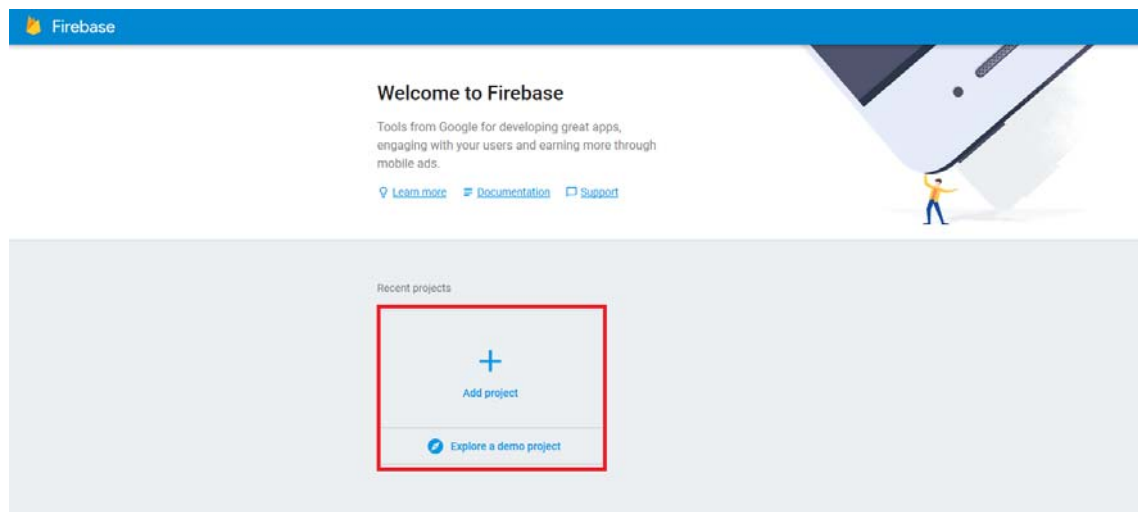 Firebase
Welcome to Firebase
Tools from Google for developing great apps,
engaging with your users and earning more through
mobile ads.
Learn more Documentation Support
Recent projects
Add project
Explore a demo project